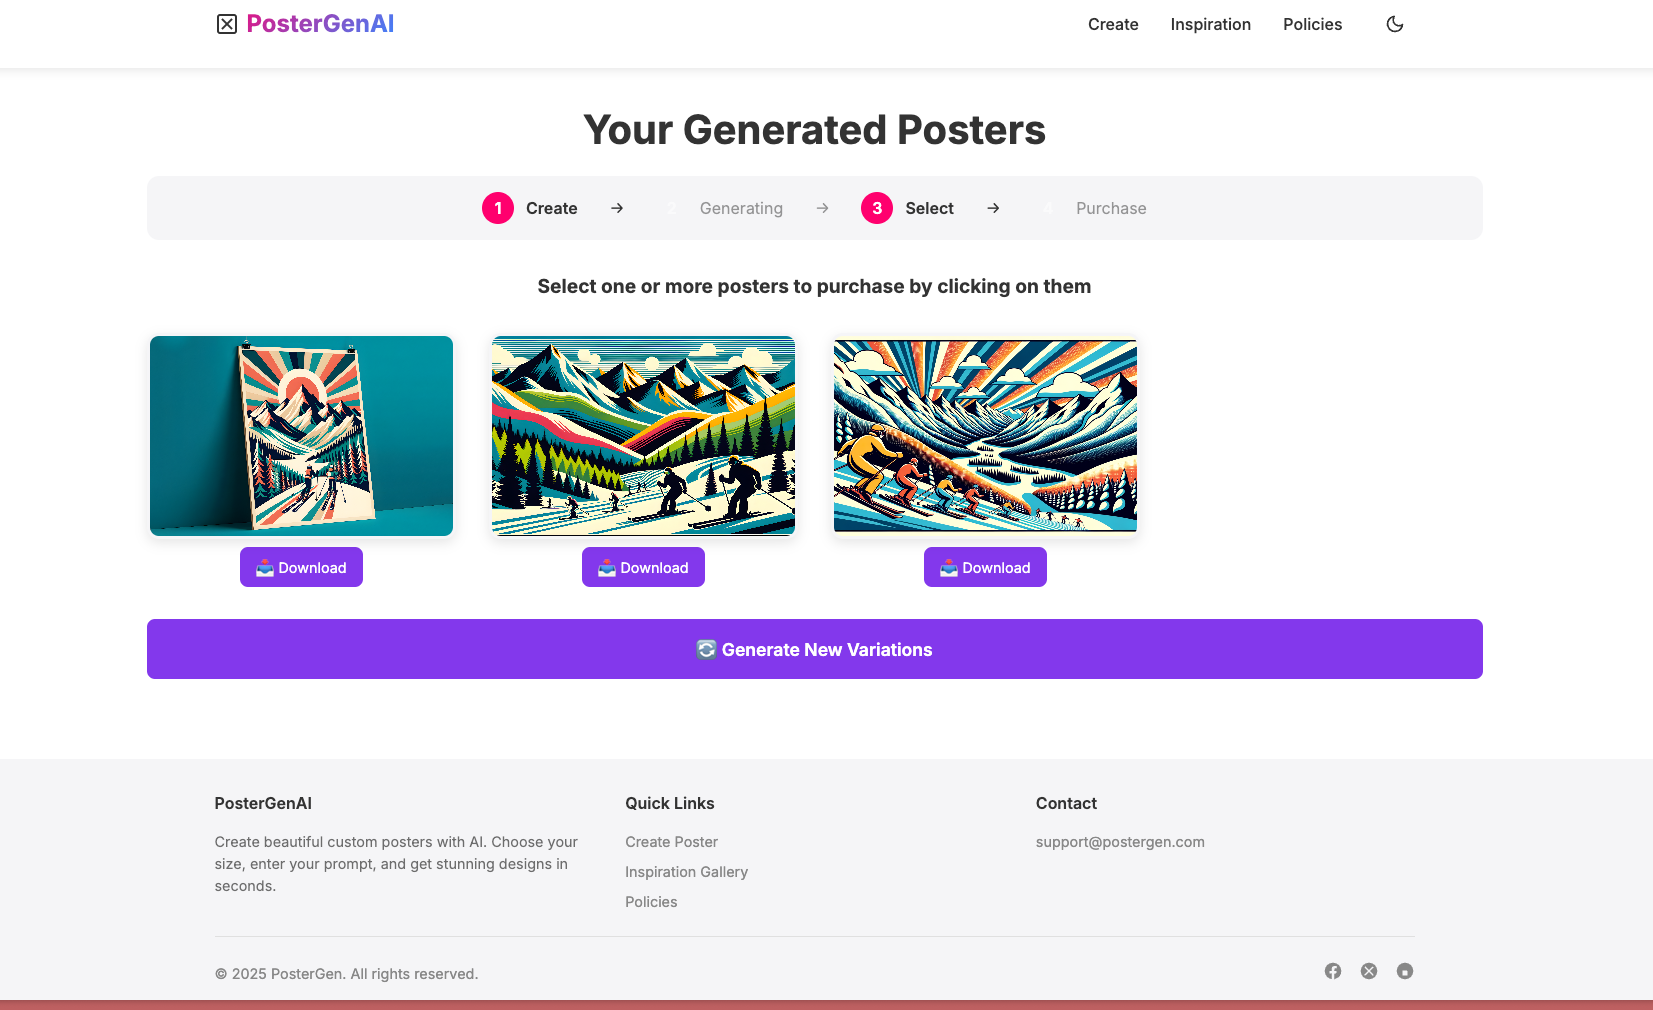 PosterGenAI
Create
Inspiration
Policies
Your Generated Posters
1 Create → 2 Generating → 3 Select → 4 Purchase
Select one or more posters to purchase by clicking on them
Download
Download
Download
Generate New Variations
PosterGenAI
Create beautiful custom posters with AI. Choose your
size, enter your prompt, and get stunning designs in
seconds.
Quick Links
Create Poster
Inspiration Gallery
Policies
Contact
support@postergen.com
© 2025 PosterGen. All rights reserved.